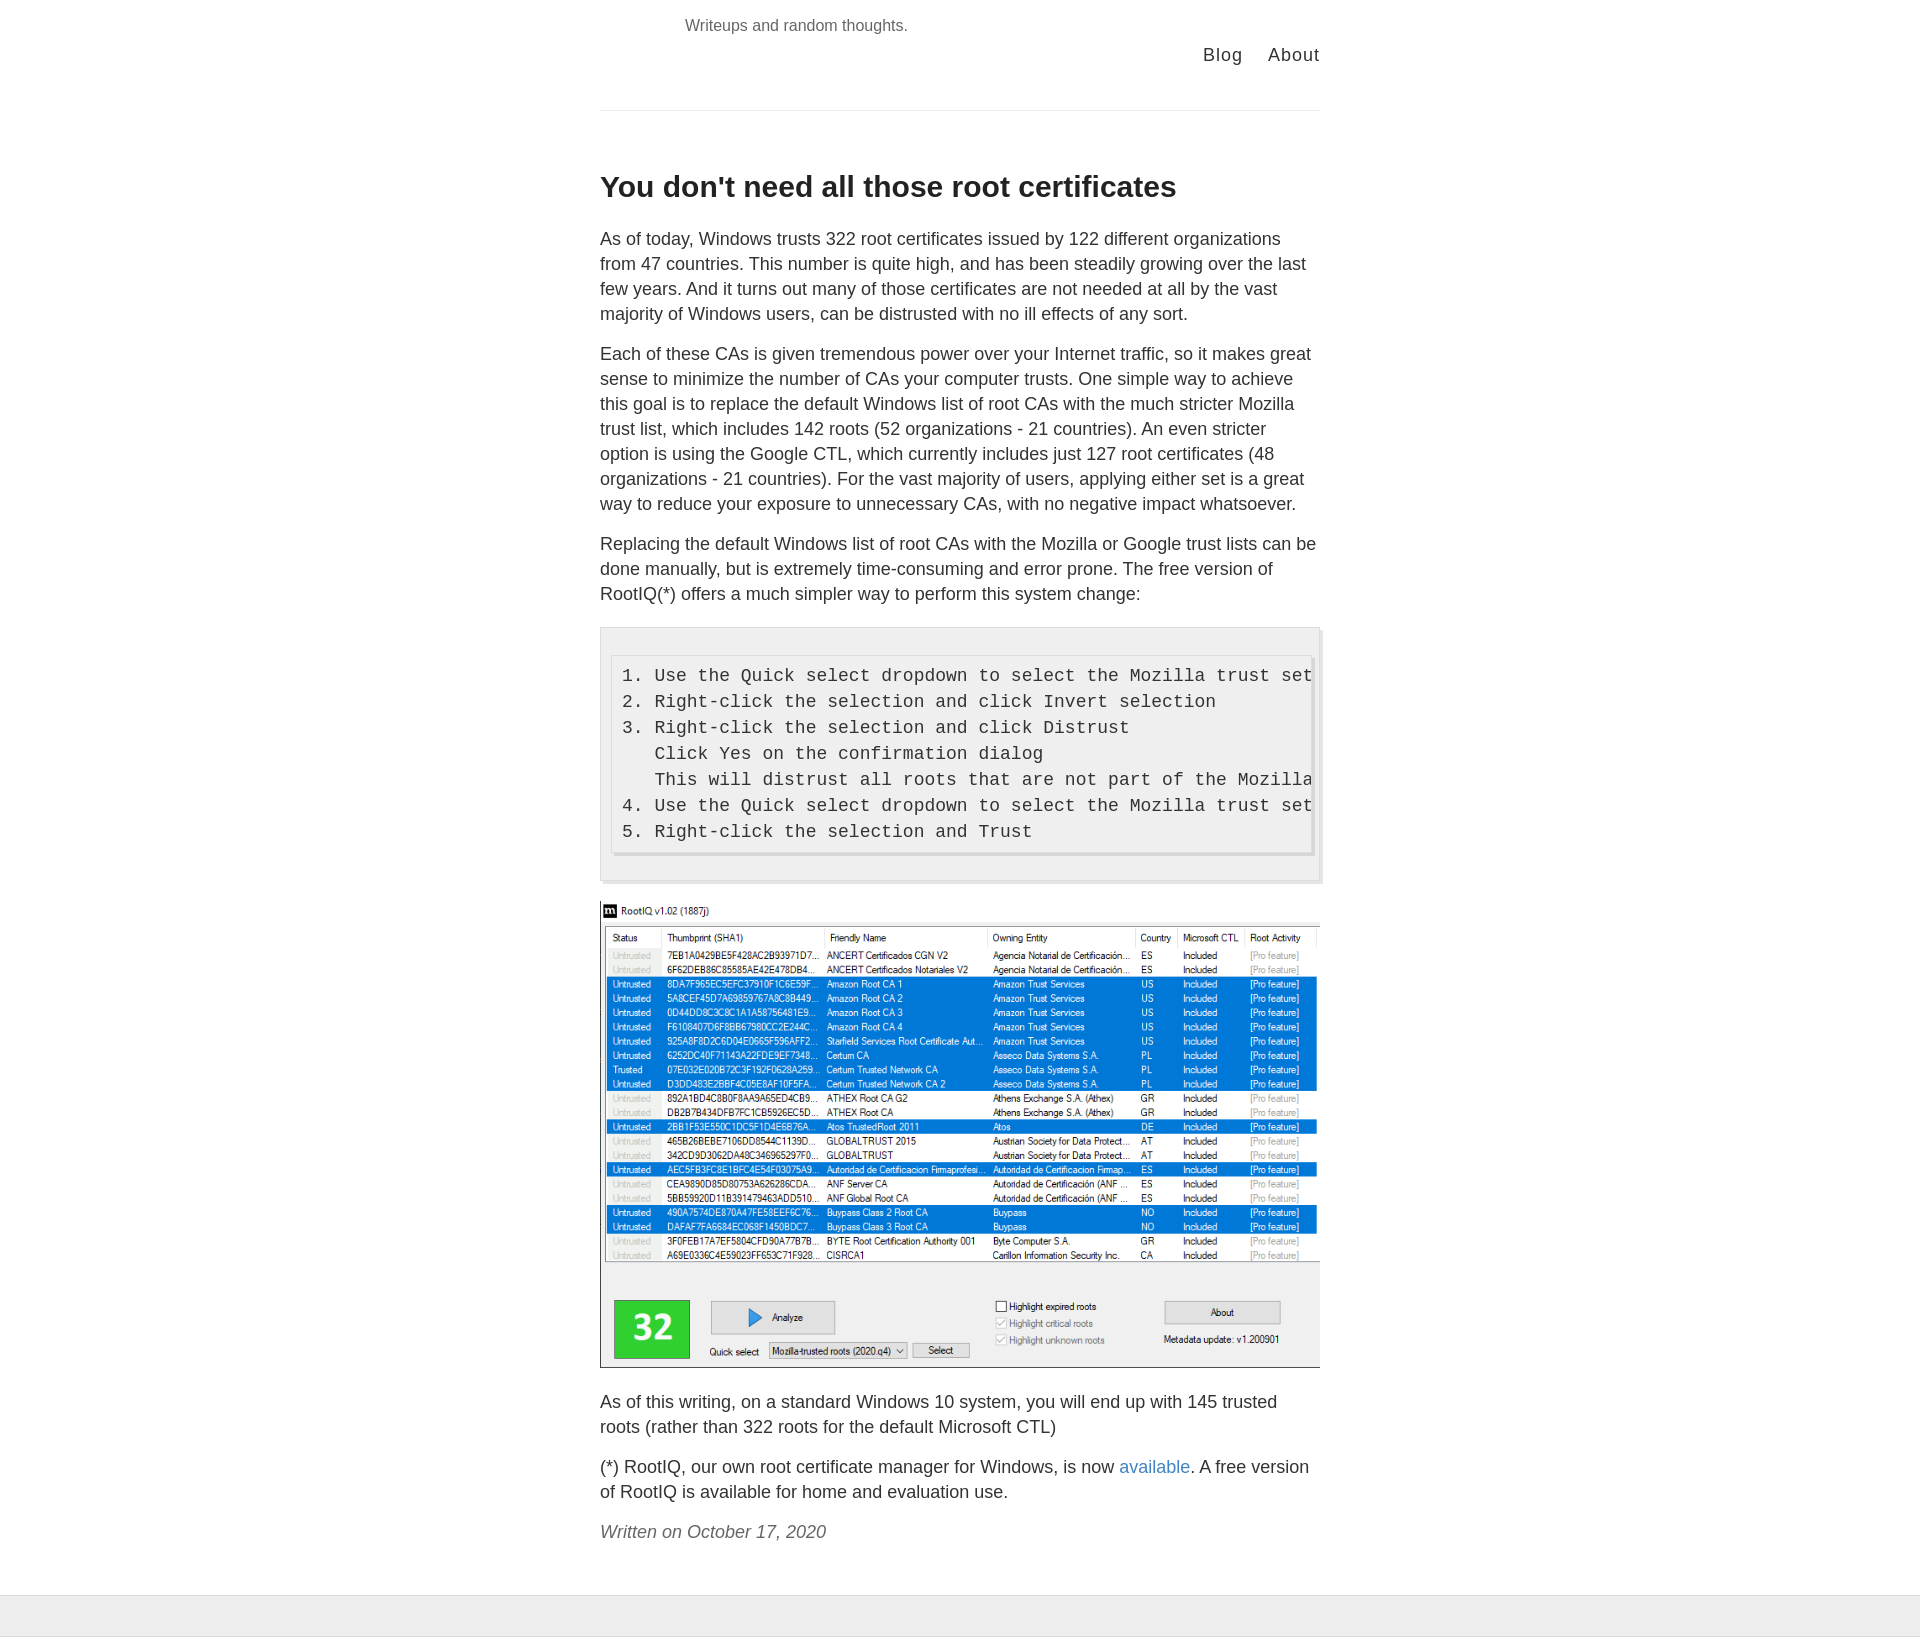 Writeups and random thoughts.
Blog About
You don't need all those root certificates
As of today, Windows trusts 322 root certificates issued by 122 different organizations
from 47 countries. This number is quite high, and has been steadily growing over the last
few years. And it turns out many of those certificates are not needed at all by the vast
majority of Windows users, can be distrusted with no ill effects of any sort.
Each of these CAs is given tremendous power over your Internet traffic, so it makes great
sense to minimize the number of CAs your computer trusts. One simple way to achieve
this goal is to replace the default Windows list of root CAs with the much stricter Mozilla
trust list, which includes 142 roots (52 organizations - 21 countries). An even stricter
option is using the Google CTL, which currently includes just 127 root certificates (48
organizations - 21 countries). For the vast majority of users, applying either set is a great
way to reduce your exposure to unnecessary CAs, with no negative impact whatsoever.
Replacing the default Windows list of root CAs with the Mozilla or Google trust lists can be
done manually, but is extremely time-consuming and error prone. The free version of
RootIQ(*) offers a much simpler way to perform this system change:
1. Use the Quick select dropdown to select the Mozilla trust set
2. Right-click the selection and click Invert selection
3. Right-click the selection and click Distrust
Click Yes on the confirmation dialog
This will distrust all roots that are not part of the Mozilla
4. Use the Quick select dropdown to select the Mozilla trust set
5. Right-click the selection and Trust
RootIQ v1.02 (1887j)
Status Thumbprint (SHA1) Friendly Name Owning Entity Country Microsoft CTL Root Activity
Untrusted 7EB1A0429BE5F428AC2B93971D7... ANCERT Certificados CGN V2 Agencia Notarial de Certificación... ES Included [Pro feature]
Untrusted 6F62DEB86C85585AE42E478DB4... ANCERT Certificados Notariales V2 Agencia Notarial de Certificación... ES Included [Pro feature]
Untrusted 8DA7F965EC5EFC37910F1C6E59F... Amazon Root CA 1 Amazon Trust Services US Included [Pro feature]
Untrusted 5A8CEF45D7A69859767A8C8B449... Amazon Root CA 2 Amazon Trust Services US Included [Pro feature]
Untrusted 0D44DD8C3C8C1A1A58756481E9... Amazon Root CA 3 Amazon Trust Services US Included [Pro feature]
Untrusted F6108407D6F8BB67980CC2E244C... Amazon Root CA 4 Amazon Trust Services US Included [Pro feature]
Untrusted 925A8F8D2C6D04E0665F596AFF2... Starfield Services Root Certificate Aut... Amazon Trust Services US Included [Pro feature]
Untrusted 6252DC40F71143A22FDE9EF7348... Certum CA Asseco Data Systems S.A. PL Included [Pro feature]
Trusted 07E032E020B72C3F192F0628A259... Certum Trusted Network CA Asseco Data Systems S.A. PL Included [Pro feature]
Untrusted D3DD483E2BBF4C05E8AF10F5FA... Certum Trusted Network CA 2 Asseco Data Systems S.A. PL Included [Pro feature]
Untrusted 892A1BD4C8B0F8AA9A65ED4CB9... ATHEX Root CA G2 Athens Exchange S.A. (Athex) GR Included [Pro feature]
Untrusted DB2B7B434DFB7FC1CB5926EC5D... ATHEX Root CA Athens Exchange S.A. (Athex) GR Included [Pro feature]
Untrusted 2BB1F53E550C1DC5F1D4E6B76A... Atos TrustedRoot 2011 Atos DE Included [Pro feature]
Untrusted 465B26BEBE7106DD8544C1139D... GLOBALTRUST 2015 Austrian Society for Data Protect... AT Included [Pro feature]
Untrusted 342CD9D3062DA48C346965297F0... GLOBALTRUST Austrian Society for Data Protect... AT Included [Pro feature]
Untrusted AEC5FB3FC8E1BFC4E54F03075A9... Autoridad de Certificacion Firmaprofesi... Autoridad de Certificacion Firmap... ES Included [Pro feature]
Untrusted CEA9890D85D80753A626286CDA... ANF Server CA Autoridad de Certificación (ANF ... ES Included [Pro feature]
Untrusted 5BB59920D11B391479463ADD510... ANF Global Root CA Autoridad de Certificación (ANF ... ES Included [Pro feature]
Untrusted 490A7574DE870A47FE58EEF6C76... Buypass Class 2 Root CA Buypass NO Included [Pro feature]
Untrusted DAFAF7FA6684EC068F1450BDC7... Buypass Class 3 Root CA Buypass NO Included [Pro feature]
Untrusted 3F0FEB17A7EF5804CFD90A77B7B... BYTE Root Certification Authority 001 Byte Computer S.A. GR Included [Pro feature]
Untrusted A69E0336C4E59023FF653C71F928... CISRCA1 Carillon Information Security Inc. CA Included [Pro feature]
32 Analyze
Quick select Mozilla-trusted roots (2020.q4) Select
Highlight expired roots
Highlight critical roots
Highlight unknown roots
About
Metadata update: v1.200901
As of this writing, on a standard Windows 10 system, you will end up with 145 trusted
roots (rather than 322 roots for the default Microsoft CTL)
(*) RootIQ, our own root certificate manager for Windows, is now available. A free version
of RootIQ is available for home and evaluation use.
Written on October 17, 2020